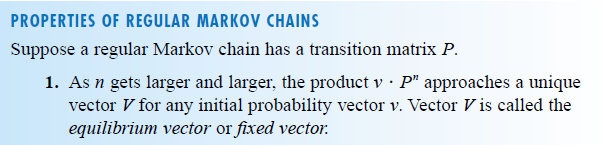 PROPERTIES OF REGULAR MARKOV CHAINS
Suppose a regular Markov chain has a transition matrix P.
1. As n gets larger and larger, the product v · Pⁿ approaches a unique
vector V for any initial probability vector v. Vector V is called the
equilibrium vector or fixed vector.